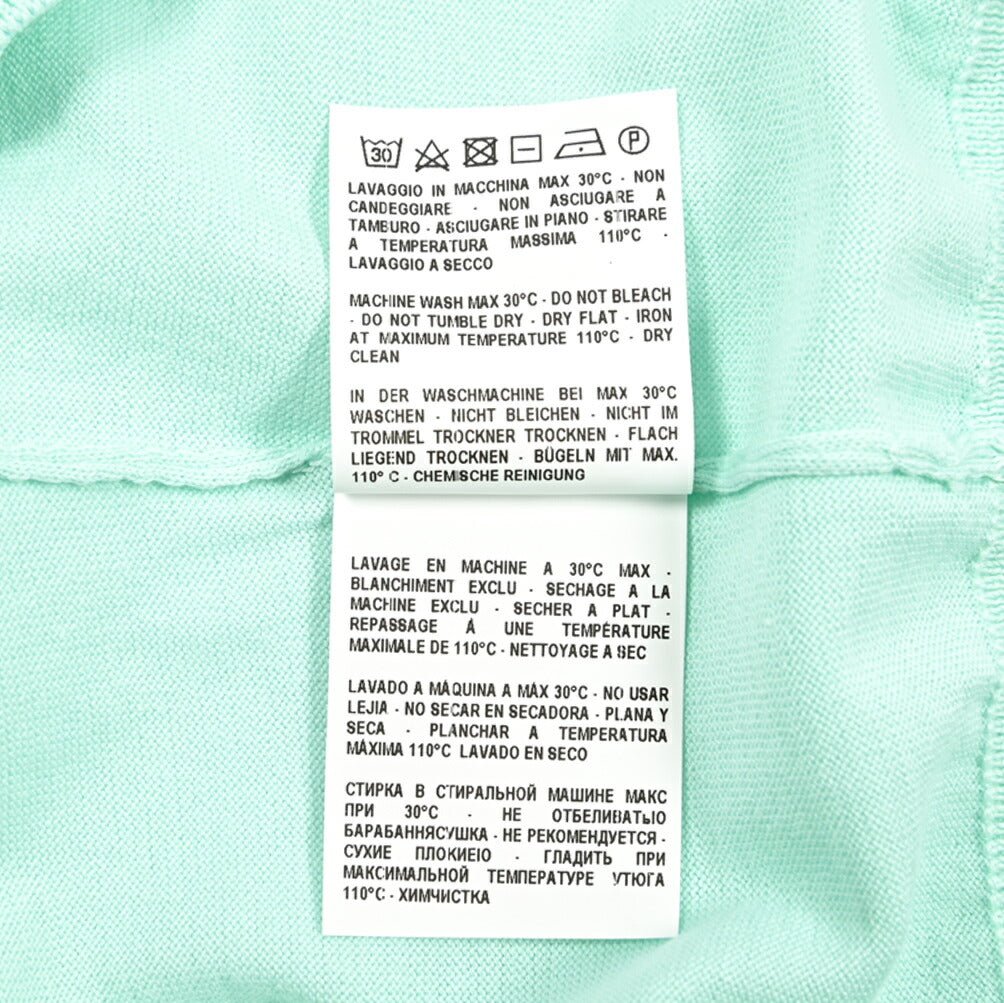 30 P
LAVAGGIO IN MACCHINA MAX 30°C - NON
CANDEGGIARE - NON ASCIUGARE A
TAMBURO - ASCIUGARE IN PIANO - STIRARE
A TEMPERATURA MASSIMA 110°C -
LAVAGGIO A SECCO
MACHINE WASH MAX 30°C - DO NOT BLEACH
- DO NOT TUMBLE DRY - DRY FLAT - IRON
AT MAXIMUM TEMPERATURE 110°C - DRY
CLEAN
IN DER WASCHMACHINE BEI MAX 30°C
WASCHEN - NICHT BLEICHEN - NICHT IM
TROMMEL TROCKNER TROCKNEN - FLACH
LIEGEND TROCKNEN - BÜGELN MIT MAX.
110° C - CHEMISCHE REINIGUNG
LAVAGE EN MACHINE A 30°C MAX -
BLANCHIMENT EXCLU - SECHAGE A LA
MACHINE EXCLU - SECHER A PLAT -
REPASSAGE Á UNE TEMPÉRATURE
MAXIMALE DE 110°C - NETTOYAGE A SEC
LAVADO A MÁQUINA A MÁX 30°C - NO USAR
LEJIA - NO SECAR EN SECADORA - PLANA Y
SECA - PLANCHAR A TEMPERATURA
MÁXIMA 110°C LAVADO EN SECO
СТИРКА В СТИРАЛЬНОЙ МАШИНЕ МАКС
ПРИ 30°C - НЕ ОТБЕЛИВАТЬЮ
БАРАБАННЯСУШКА - НЕ РЕКОМЕНДУЕТСЯ -
СУХИЕ ПЛОКИЕІО - ГЛАДИТЬ ПРИ
МАКСИМАЛЬНОЙ ТЕМПЕРАТУРЕ УТЮГА
110°C - ХИМЧИСТКА